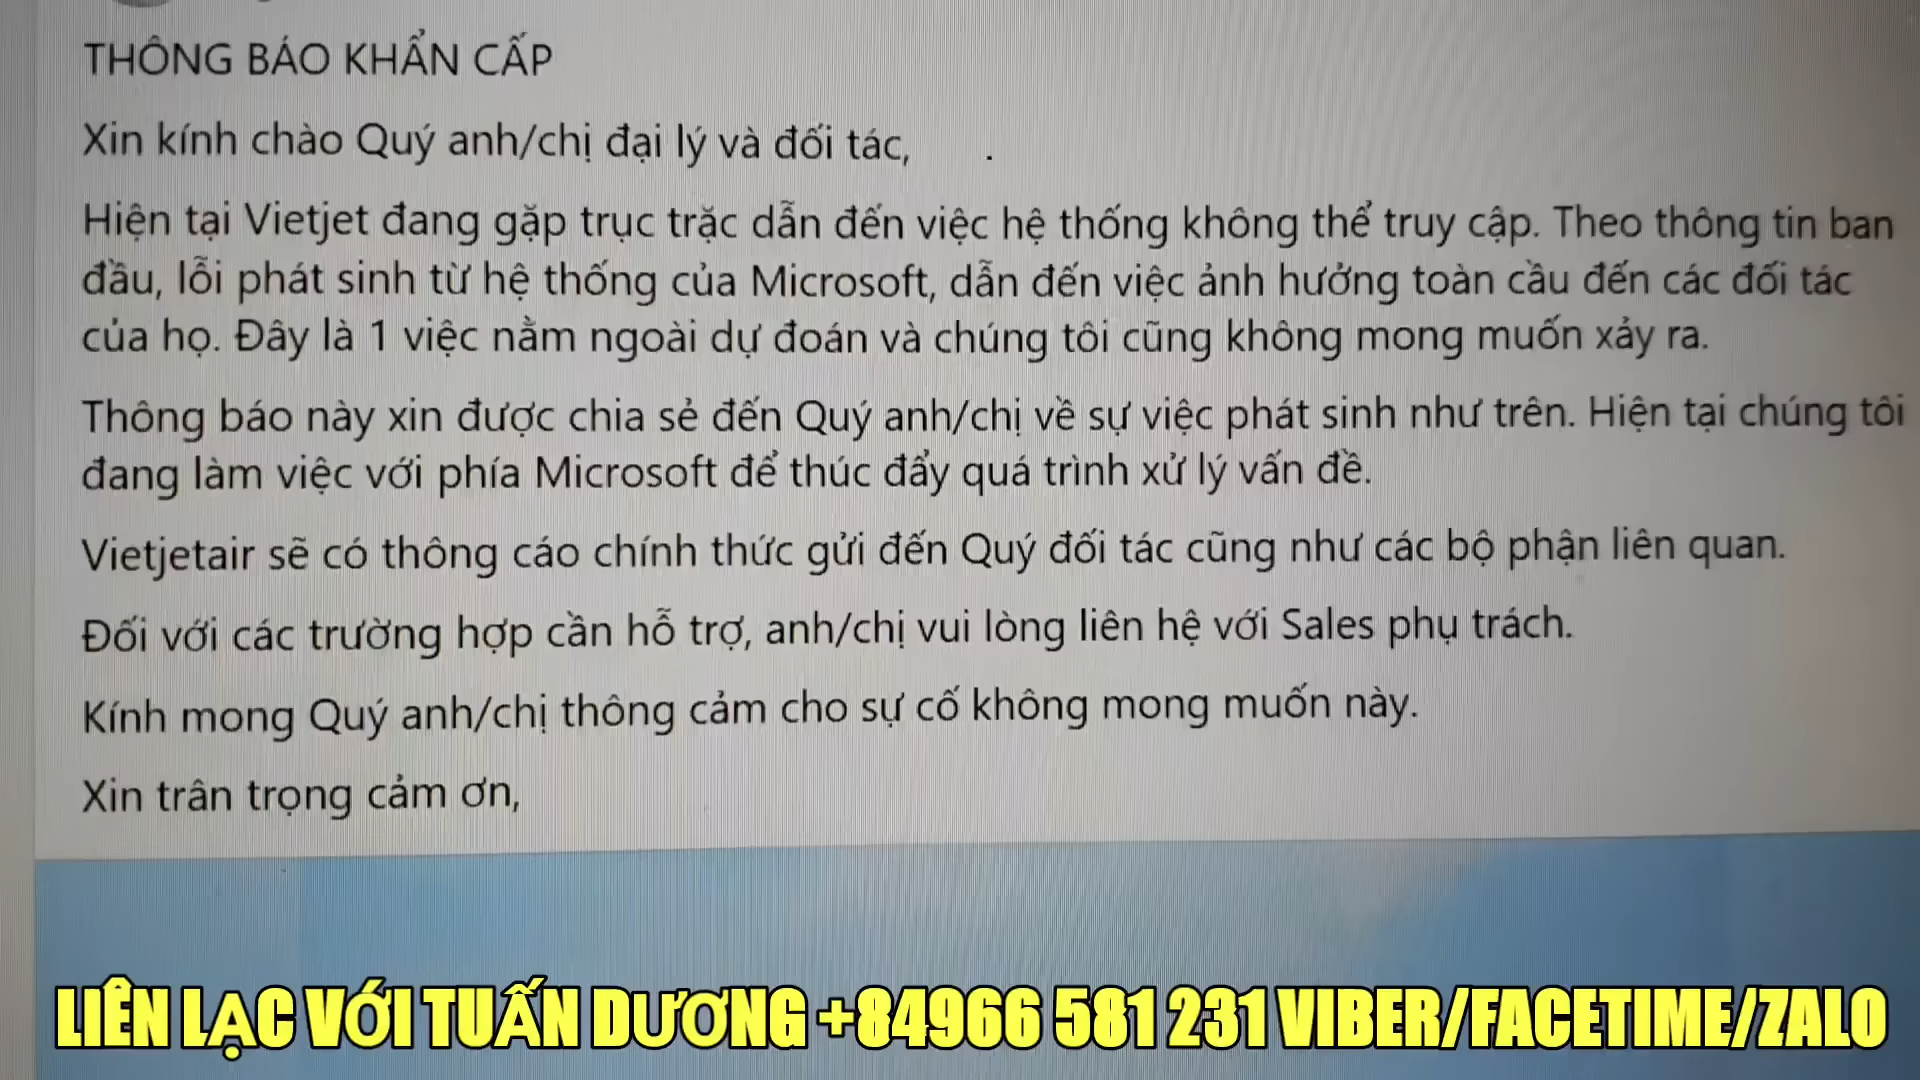 THÔNG BÁO KHẨN CẤP
Xin kính chào Quý anh/chị đại lý và đối tác, .
Hiện tại Vietjet đang gặp trục trặc dẫn đến việc hệ thống không thể truy cập. Theo thông tin ban
đầu, lỗi phát sinh từ hệ thống của Microsoft, dẫn đến việc ảnh hưởng toàn cầu đến các đối tác
của họ. Đây là 1 việc nằm ngoài dự đoán và chúng tôi cũng không mong muốn xảy ra.
Thông báo này xin được chia sẻ đến Quý anh/chị về sự việc phát sinh như trên. Hiện tại chúng tôi
đang làm việc với phía Microsoft để thúc đẩy quá trình xử lý vấn đề.
Vietjetair sẽ có thông cáo chính thức gửi đến Quý đối tác cũng như các bộ phận liên quan.
Đối với các trường hợp cần hỗ trợ, anh/chị vui lòng liên hệ với Sales phụ trách.
Kính mong Quý anh/chị thông cảm cho sự cố không mong muốn này.
Xin trân trọng cảm ơn,
LIÊN LẠC VỚI TUẤN DƯƠNG +84966 581 231 VIBER/FACETIME/ZALO